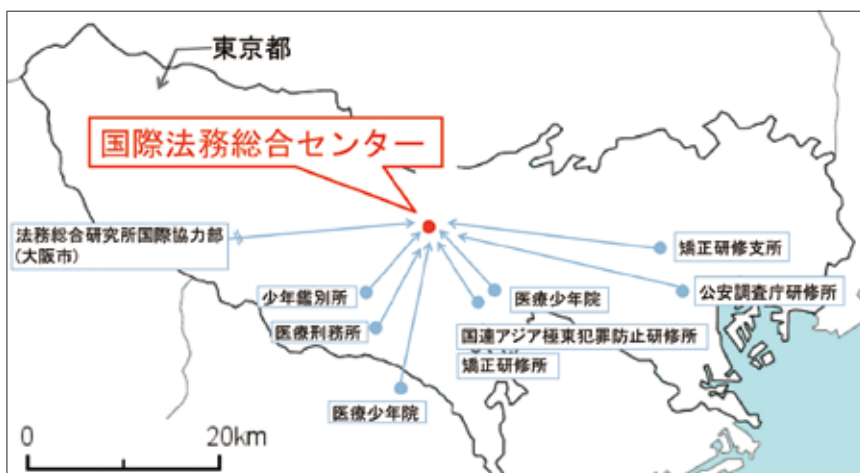 東京都
国際法務総合センター
法務総合研究所国際協力部
(大阪市)
矯正研修支所
少年鑑別所
医療少年院
公安調査庁研修所
医療刑務所
国連アジア極東犯罪防止研修所
矯正研修所
医療少年院
0
20km